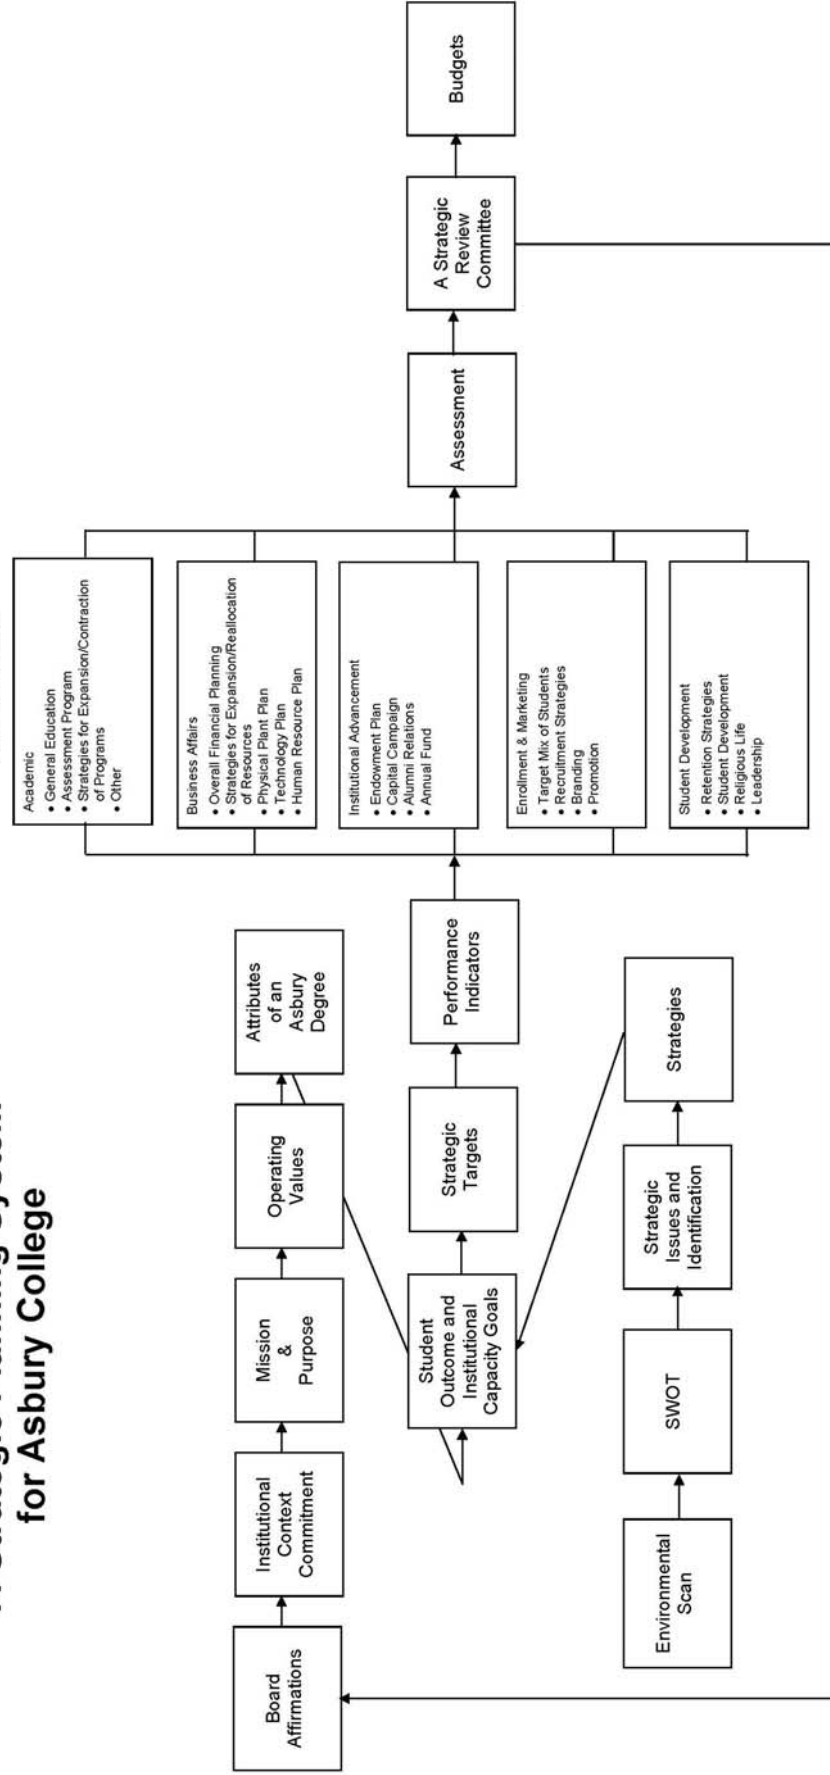 for Asbury College
Board
Affirmations
Institutional
Context
Commitment
Mission
&
Purpose
Operating
Values
Attributes
of an
Asbury
Degree
Student
Outcome and
Institutional
Capacity Goals
Strategic
Targets
Performance
Indicators
Environmental
Scan
SWOT
Strategic
Issues and
Identification
Strategies
Academic
• General Education
• Assessment Program
• Strategies for Expansion/Contraction
of Programs
• Other
Business Affairs
• Overall Financial Planning
• Strategies for Expansion/Reallocation
of Resources
• Physical Plant Plan
• Technology Plan
• Human Resource Plan
Institutional Advancement
• Endowment Plan
• Capital Campaign
• Alumni Relations
• Annual Fund
Enrollment & Marketing
• Target Mix of Students
• Recruitment Strategies
• Branding
• Promotion
Student Development
• Retention Strategies
• Student Development
• Religious Life
• Leadership
Assessment
A Strategic
Review
Committee
Budgets